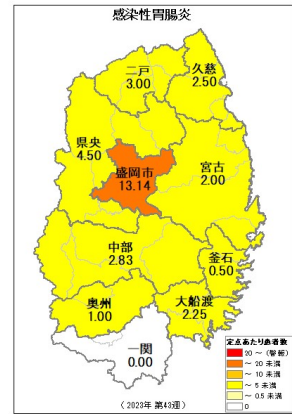 感染性胃腸炎
久慈
2.50
二戸
3.00
県央
4.50
盛岡市
13.14
宮古
2.00
中部
2.83
釜石
0.50
奥州
1.00
大船渡
2.25
一関
0.00
定点あたり患者数
20 ~ (警報)
~ 20 未満
~ 10 未満
~ 5 未満
~ 0.5 未満
0
(2023年 第43週)